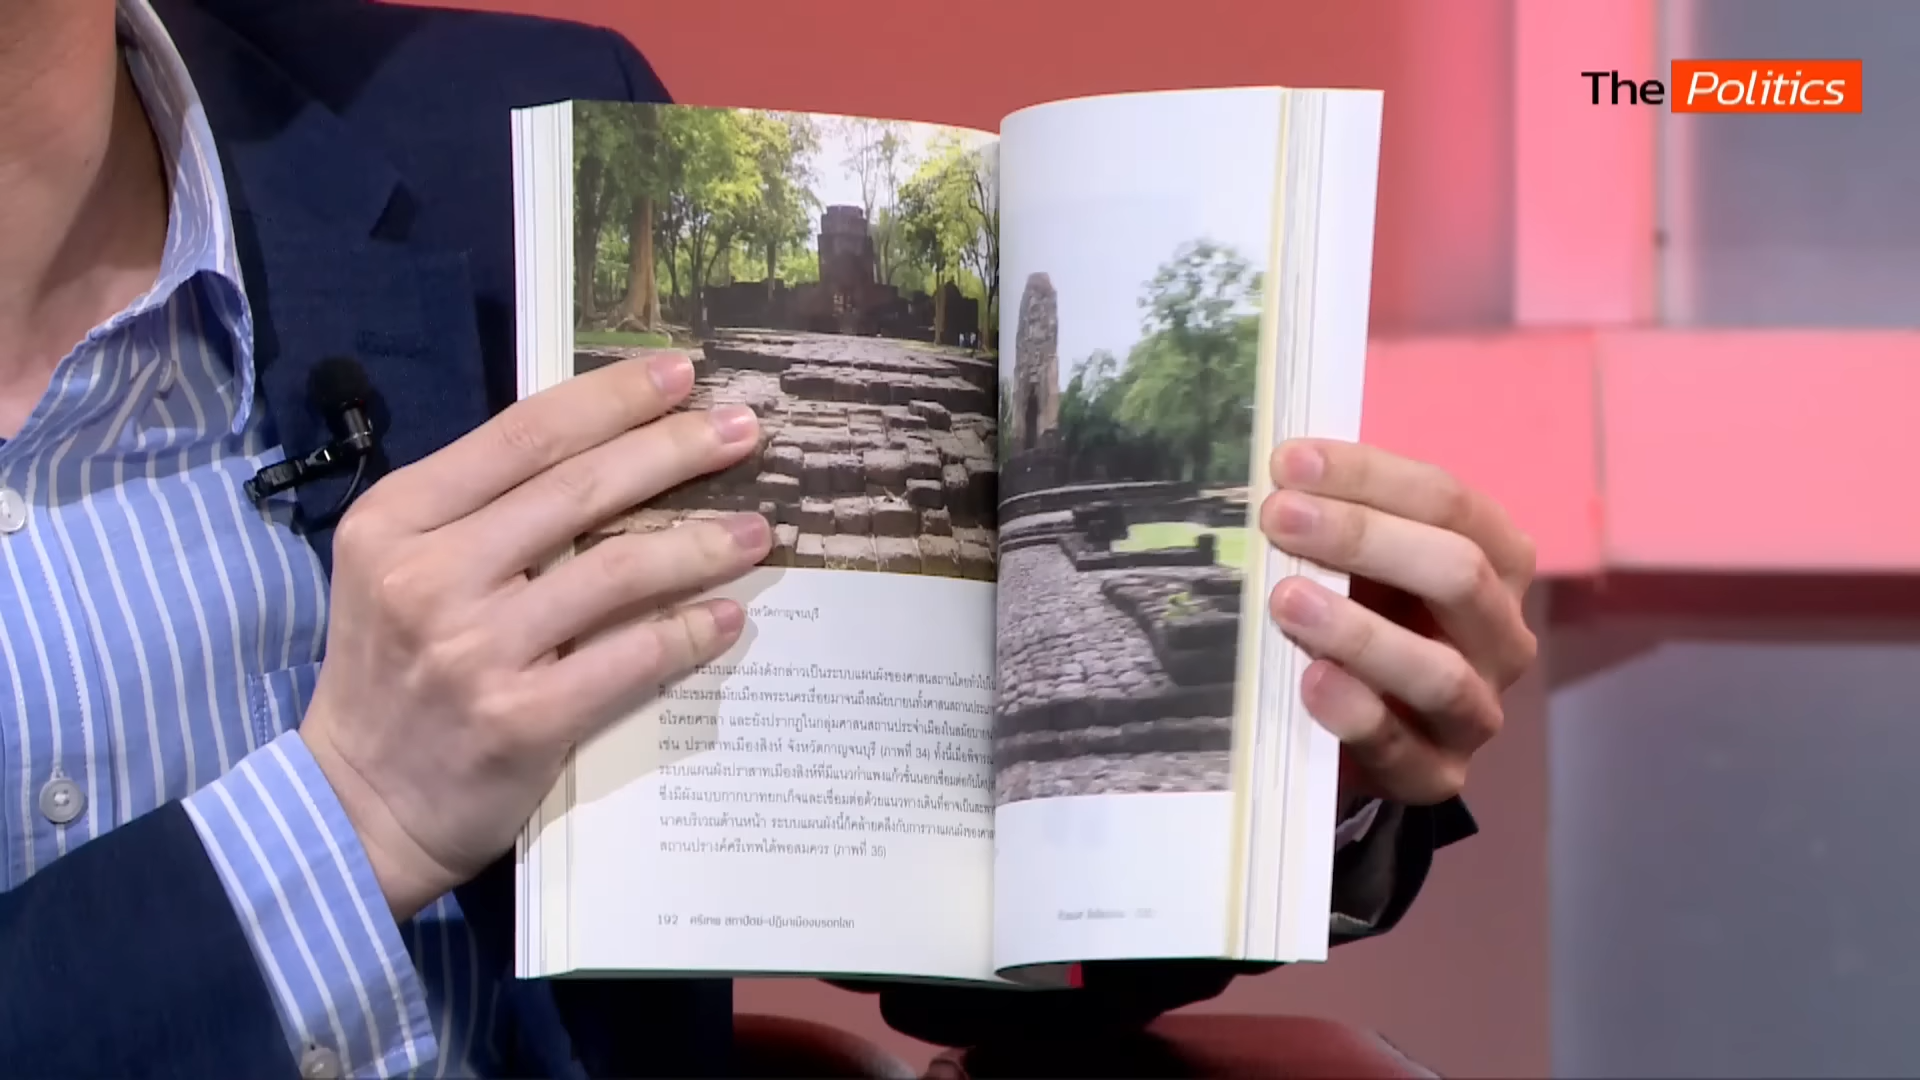 The Politics
จังหวัดกาญจนบุรี
ระบบแผนผังดังกล่าวเป็นระบบแผนผังของศาสนสถานโดยทั่วไปใน
ศิลปะเขมรสมัยเมืองพระนครเรื่อยมาจนถึงสมัยบายนทั้งศาสนสถานประเภท
อโรคยศาลา และยังปรากฏในกลุ่มศาสนสถานประจำเมืองในสมัยบายน
เช่น ปราสาทเมืองสิงห์ จังหวัดกาญจนบุรี (ภาพที่ 34) ทั้งนี้เมื่อพิจารณา
ระบบแผนผังปราสาทเมืองสิงห์ที่มีแนวกำแพงแก้วชั้นนอกเชื่อมต่อกับโคปุระ
ซึ่งมีผังแบบกากบาทยกเก็จและเชื่อมต่อด้วยแนวทางเดินที่อาจเป็นสะพาน
นาคบริเวณด้านหน้า ระบบแผนผังนี้ก็คล้ายคลึงกับการวางแผนผังของศาสน
สถานปรางค์ศรีเทพได้พอสมควร (ภาพที่ 35)
192 ศรีเทพ สถาปัตย์-ปฏิมาเมืองมรดกโลก